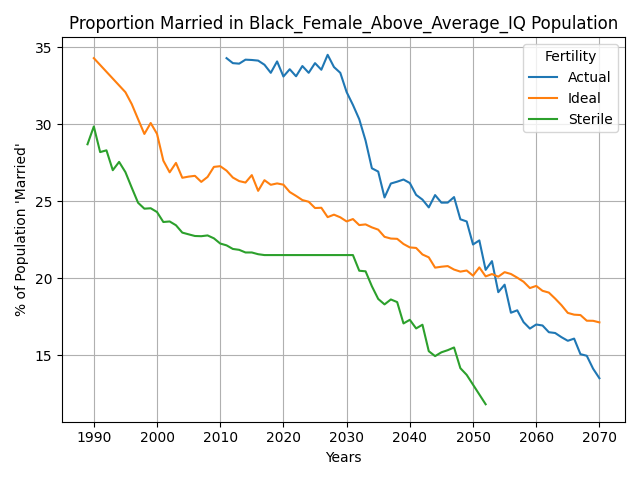 Proportion Married in Black_Female_Above_Average_IQ Population
% of Population 'Married'
35
30
25
20
15
Fertility
Actual
Ideal
Sterile
1990 2000 2010 2020 2030 2040 2050 2060 2070
Years